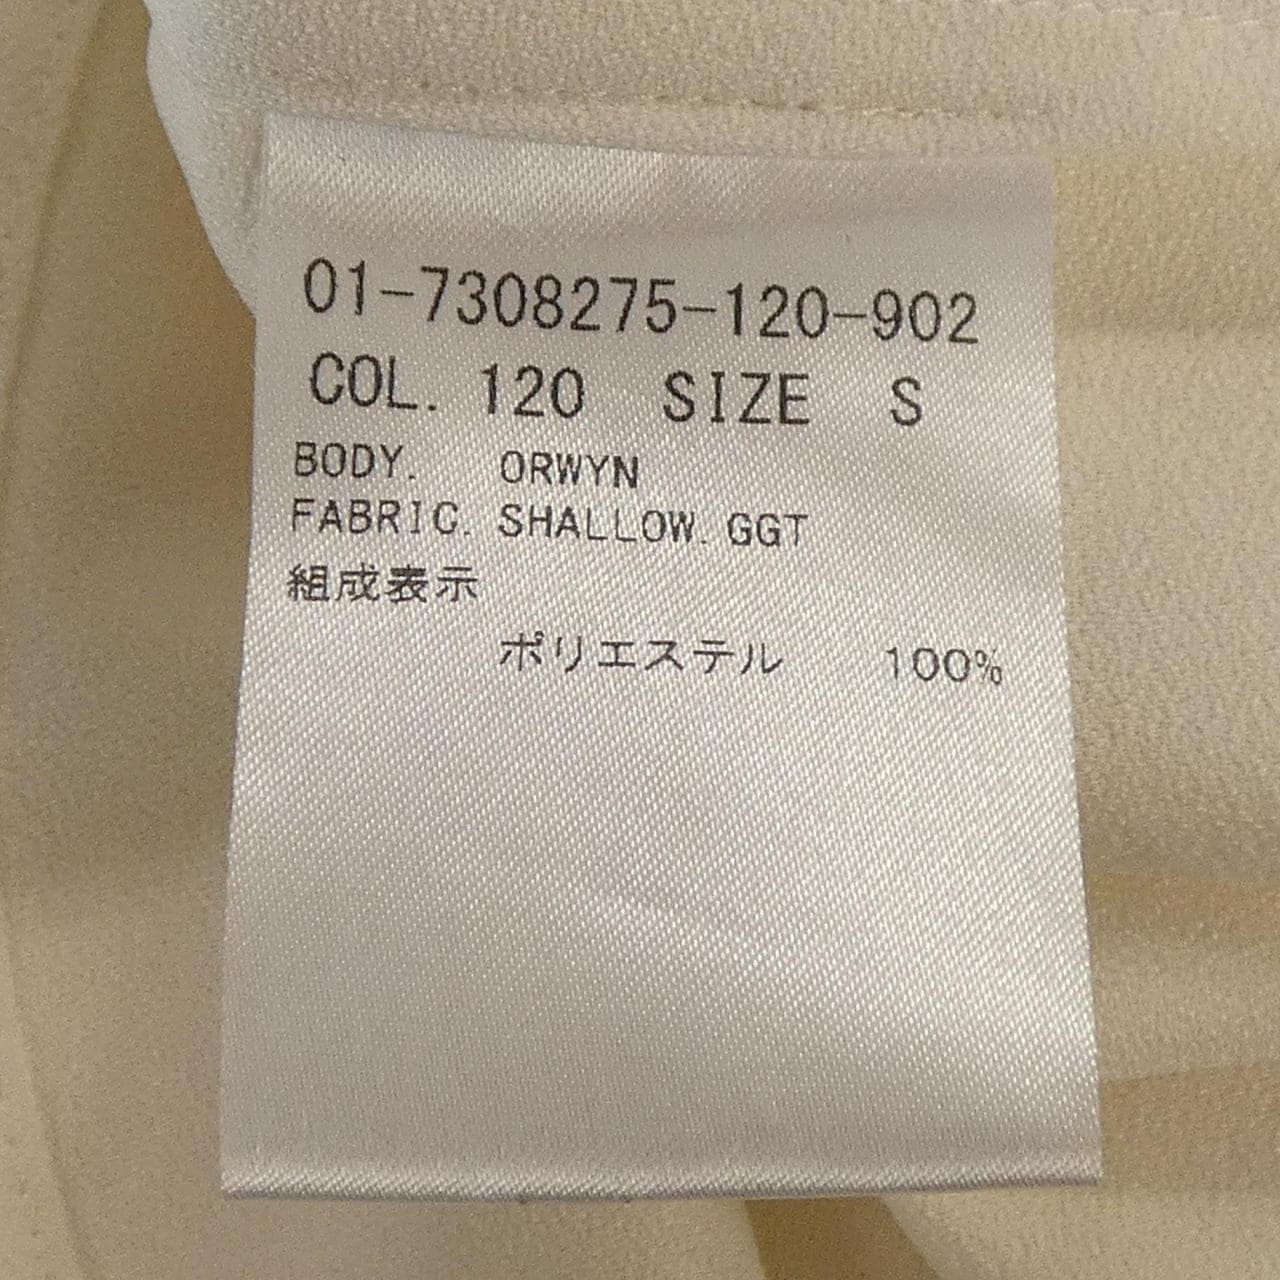 01-7308275-120-902
COL. 120 SIZE S
BODY. ORWYN
FABRIC. SHALLOW. GGT
組成表示
ポリエステル 100%